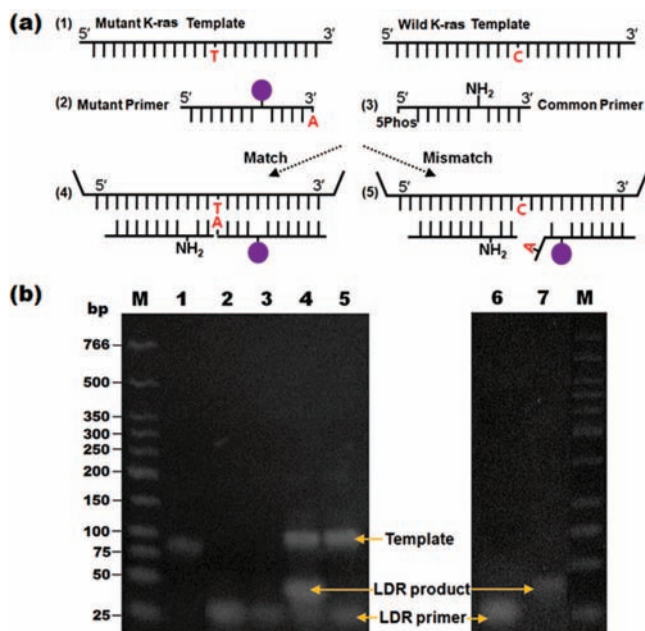 (a)
(1) Mutant K-ras Template
Wild K-ras Template
5' 3'
5' 3'
T
C
(2) Mutant Primer
5' 3'
A
(3) Common Primer
NH2
3'
5Phos
Match
Mismatch
(4) 5' 3'
(5) 5' 3'
T
A
C
A
NH2
NH2
(b)
bp M 1 2 3 4 5 6 7 M
766
500
350
300
250
200
150
100
75
50
25
Template
LDR product
LDR primer